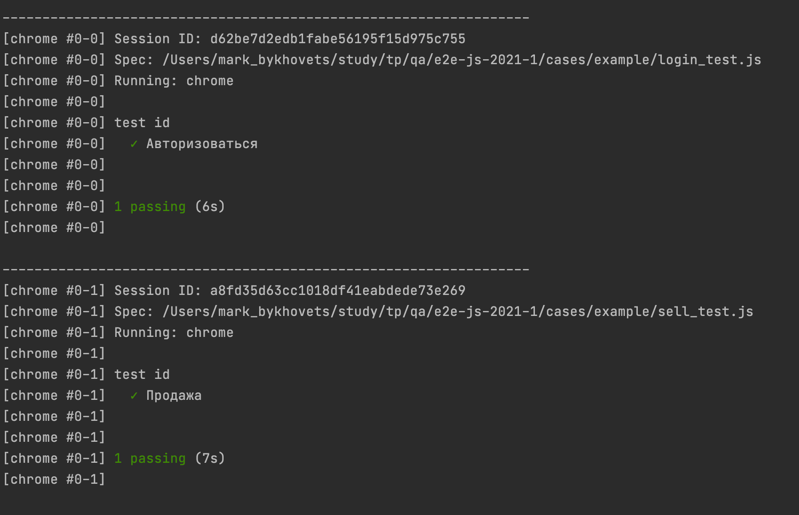 ------------------------------------------------------------------
[chrome #0-0] Session ID: d62be7d2edb1fabe56195f15d975c755
[chrome #0-0] Spec: /Users/mark_bykhovets/study/tp/qa/e2e-js-2021-1/cases/example/login_test.js
[chrome #0-0] Running: chrome
[chrome #0-0]
[chrome #0-0] test id
[chrome #0-0]   ✓ Авторизоваться
[chrome #0-0]
[chrome #0-0]
[chrome #0-0] 1 passing (6s)
[chrome #0-0]
------------------------------------------------------------------
[chrome #0-1] Session ID: a8fd35d63cc1018df41eabdede73e269
[chrome #0-1] Spec: /Users/mark_bykhovets/study/tp/qa/e2e-js-2021-1/cases/example/sell_test.js
[chrome #0-1] Running: chrome
[chrome #0-1]
[chrome #0-1] test id
[chrome #0-1]   ✓ Продажа
[chrome #0-1]
[chrome #0-1]
[chrome #0-1] 1 passing (7s)
[chrome #0-1]